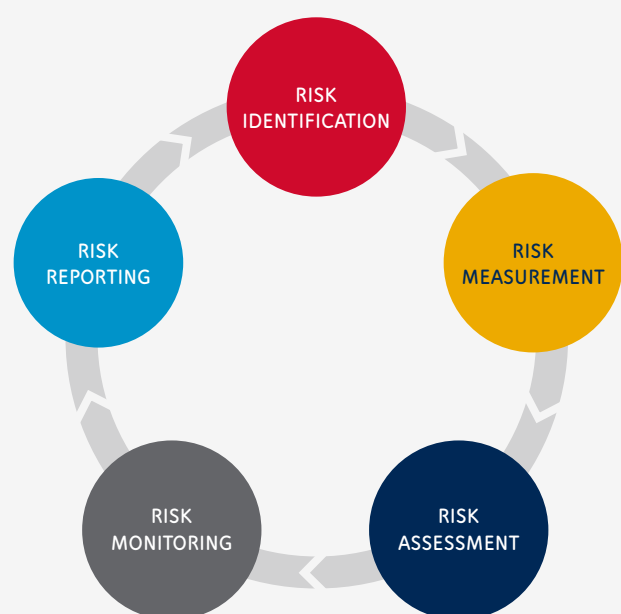 RISK
IDENTIFICATION
RISK
MEASUREMENT
RISK
ASSESSMENT
RISK
MONITORING
RISK
REPORTING